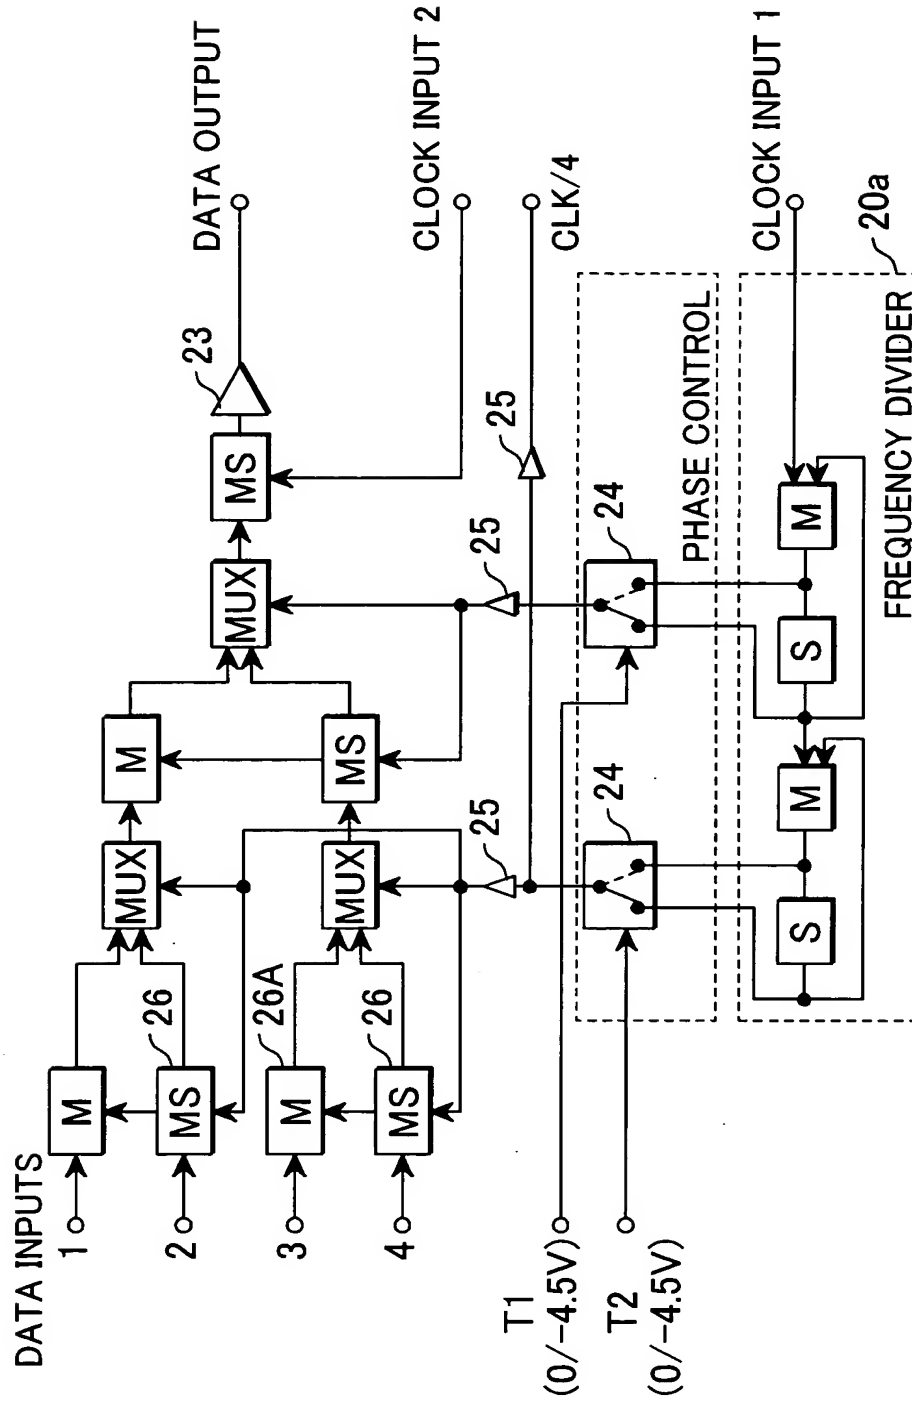 DATA INPUTS
1
2
3
4
M
MS
26
M
26A
MS
26
MUX
MUX
M
MS
MUX
MS
23
DATA OUTPUT
CLOCK INPUT 2
25
25
25
CLK/4
T1
(0/−4.5V)
T2
(0/−4.5V)
24
24
PHASE CONTROL
S
M
S
M
CLOCK INPUT 1
20a
FREQUENCY DIVIDER